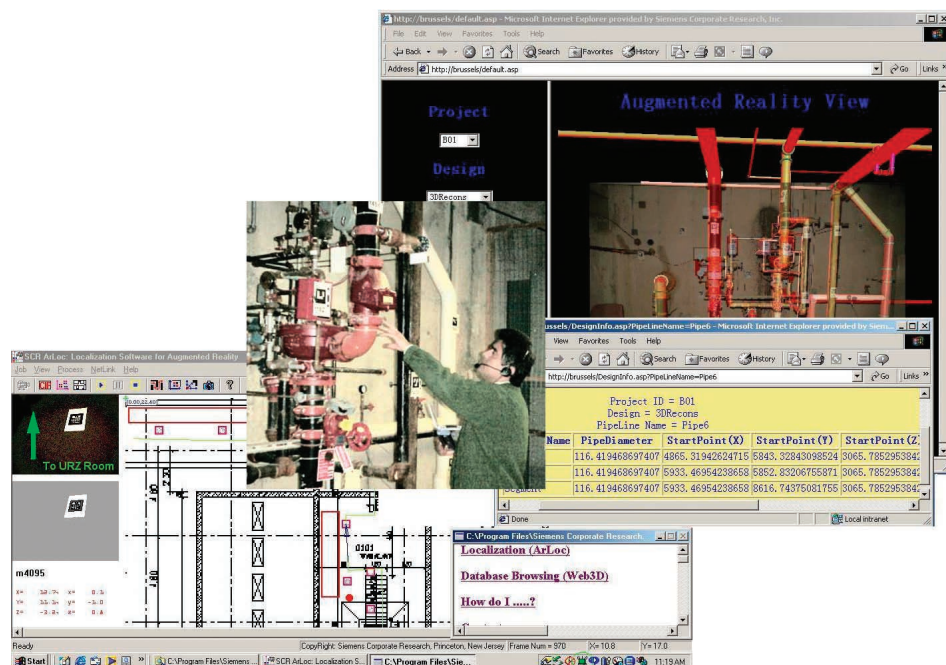 http://brussels/default.asp - Microsoft Internet Explorer provided by Siemens Corporate Research, Inc.
File Edit View Favorites Tools Help
Back Search Favorites History
Address http://brussels/default.asp Go Links »
Project
B01
Design
3DRecons
Augmented Reality View
ussels/DesignInfo.asp?PipeLineName=Pipe6 - Microsoft Internet Explorer provided by Siem...
View Favorites Tools Help
Search Favorites History
http://brussels/DesignInfo.asp?PipeLineName=Pipe6 Go Links »
Project ID = B01
Design = 3DRecons
PipeLine Name = Pipe6
Name PipeDiameter StartPoint(X) StartPoint(Y) StartPoint(Z)
116.419468697407 4865.31942624715 5843.32843098524 3065.7852953842
116.419468697407 5933.46954238658 5852.83206755871 3065.7852953842
Segment 116.419468697407 5933.46954238658 8616.74375081755 3065.7852953842
Done Local intranet
SCR ArLoc: Localization Software for Augmented Reality
Job View Process NetLink Help
To URZ Room
m4095
0101
C:\Program Files\Siemens Corporate Research,
Localization (ArLoc)
Database Browsing (Web3D)
How do I .....?
Ready CopyRight: Siemens Corporate Research, Princeton, New Jersey Frame Num = 970 X= 10.8 Y= 17.0
Start » C:\Program Files\Siemens ... SCR ArLoc: Localization S... C:\Program Files\Sie... 11:19 AM